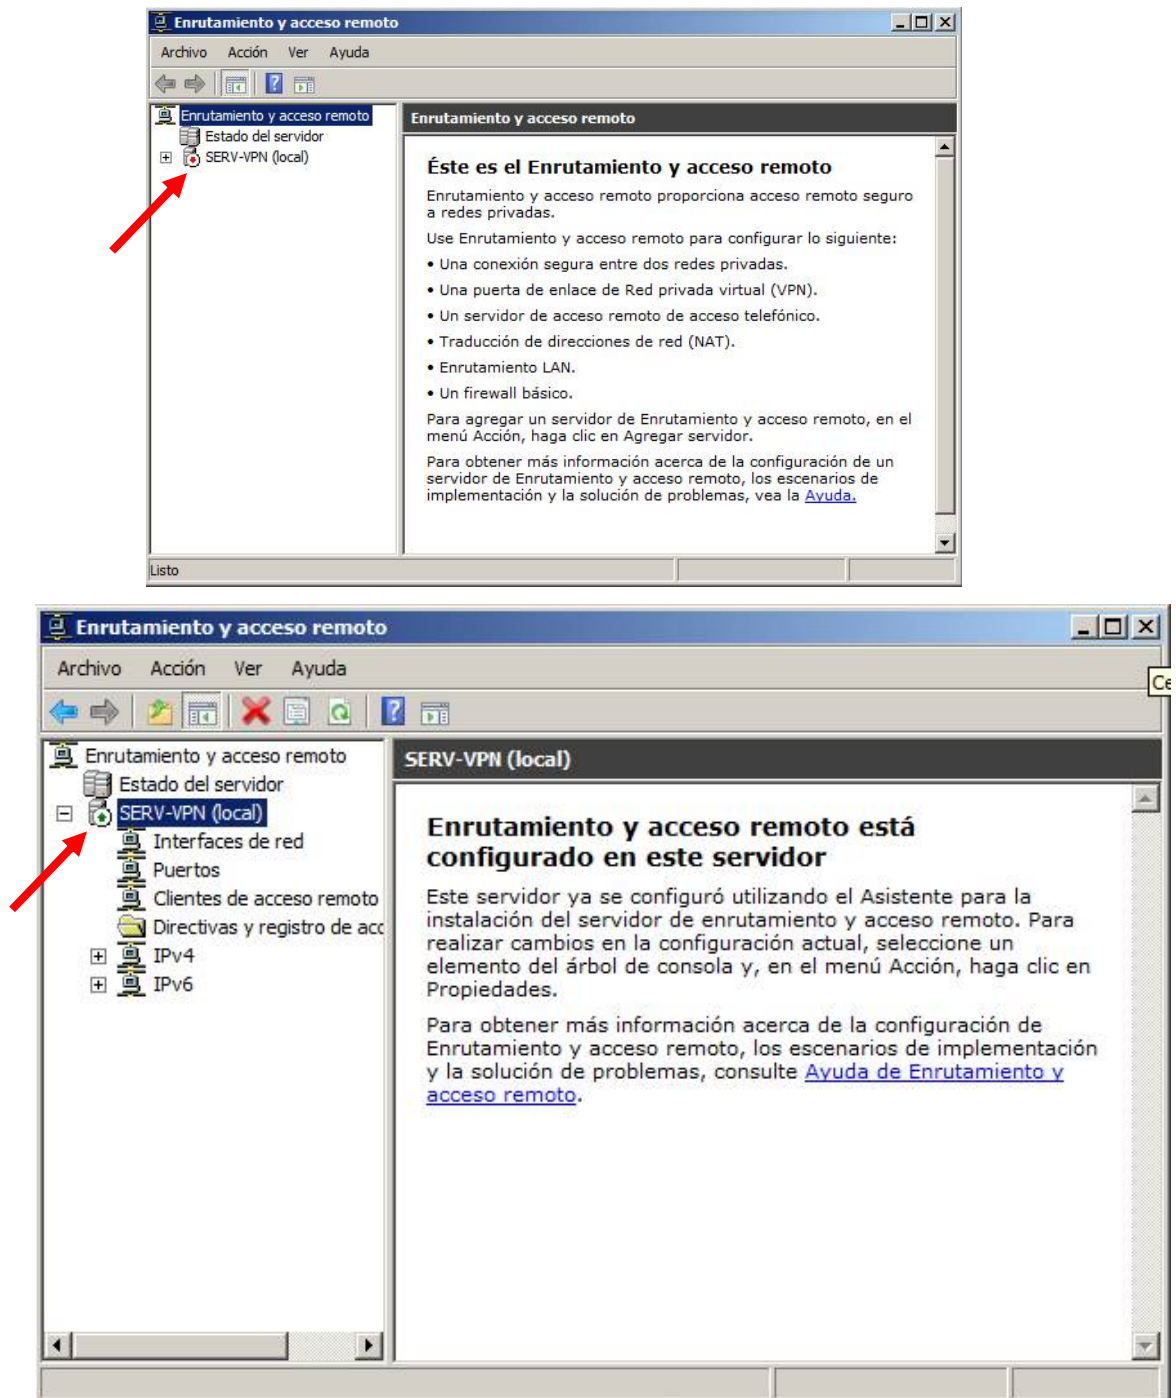 Enrutamiento y acceso remoto
Archivo Acción Ver Ayuda
Enrutamiento y acceso remoto
Estado del servidor
SERV-VPN (local)
Enrutamiento y acceso remoto
Éste es el Enrutamiento y acceso remoto
Enrutamiento y acceso remoto proporciona acceso remoto seguro
a redes privadas.
Use Enrutamiento y acceso remoto para configurar lo siguiente:
• Una conexión segura entre dos redes privadas.
• Una puerta de enlace de Red privada virtual (VPN).
• Un servidor de acceso remoto de acceso telefónico.
• Traducción de direcciones de red (NAT).
• Enrutamiento LAN.
• Un firewall básico.
Para agregar un servidor de Enrutamiento y acceso remoto, en el
menú Acción, haga clic en Agregar servidor.
Para obtener más información acerca de la configuración de un
servidor de Enrutamiento y acceso remoto, los escenarios de
implementación y la solución de problemas, vea la Ayuda.
Listo
Enrutamiento y acceso remoto
Archivo Acción Ver Ayuda
Ce
Enrutamiento y acceso remoto
Estado del servidor
SERV-VPN (local)
Interfaces de red
Puertos
Clientes de acceso remoto
Directivas y registro de acc
IPv4
IPv6
SERV-VPN (local)
Enrutamiento y acceso remoto está
configurado en este servidor
Este servidor ya se configuró utilizando el Asistente para la
instalación del servidor de enrutamiento y acceso remoto. Para
realizar cambios en la configuración actual, seleccione un
elemento del árbol de consola y, en el menú Acción, haga clic en
Propiedades.
Para obtener más información acerca de la configuración de
Enrutamiento y acceso remoto, los escenarios de implementación
y la solución de problemas, consulte Ayuda de Enrutamiento y
acceso remoto.